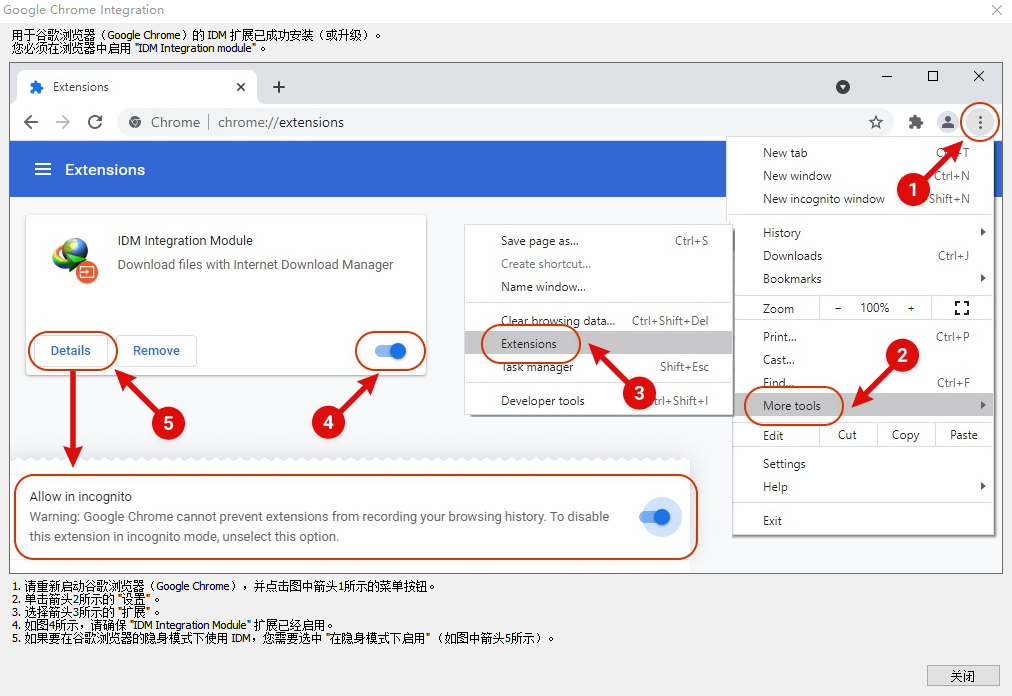 Google Chrome Integration
用于谷歌浏览器（Google Chrome）的 IDM 扩展已成功安装（或升级）。
您必须在浏览器中启用 "IDM Integration module" 。
Extensions
Chrome | chrome://extensions
Extensions
New tab
New window Ctrl+N
New incognito window Shift+N
1
History
Downloads Ctrl+J
Bookmarks
Zoom - 100% +
Print... Ctrl+P
Cast...
Find... Ctrl+F
2
More tools
Edit Cut Copy Paste
Settings
Help
Exit
Save page as... Ctrl+S
Create shortcut...
Name window...
Clear browsing data... Ctrl+Shift+Del
Extensions
Task manager Shift+Esc
3
Developer tools Ctrl+Shift+I
IDM Integration Module
Download files with Internet Download Manager
Details Remove
5
4
Allow in incognito
Warning: Google Chrome cannot prevent extensions from recording your browsing history. To disable
this extension in incognito mode, unselect this option.
1. 请重新启动谷歌浏览器（Google Chrome），并点击图中箭头1所示的菜单按钮。
2. 单击箭头2所示的 "设置" 。
3. 选择箭头3所示的 "扩展" 。
4. 如图4所示，请确保 "IDM Integration Module" 扩展已经启用。
5. 如果要在谷歌浏览器的隐身模式下使用 IDM，您需要选中 "在隐身模式下启用" （如图中箭头5所示）。
关闭